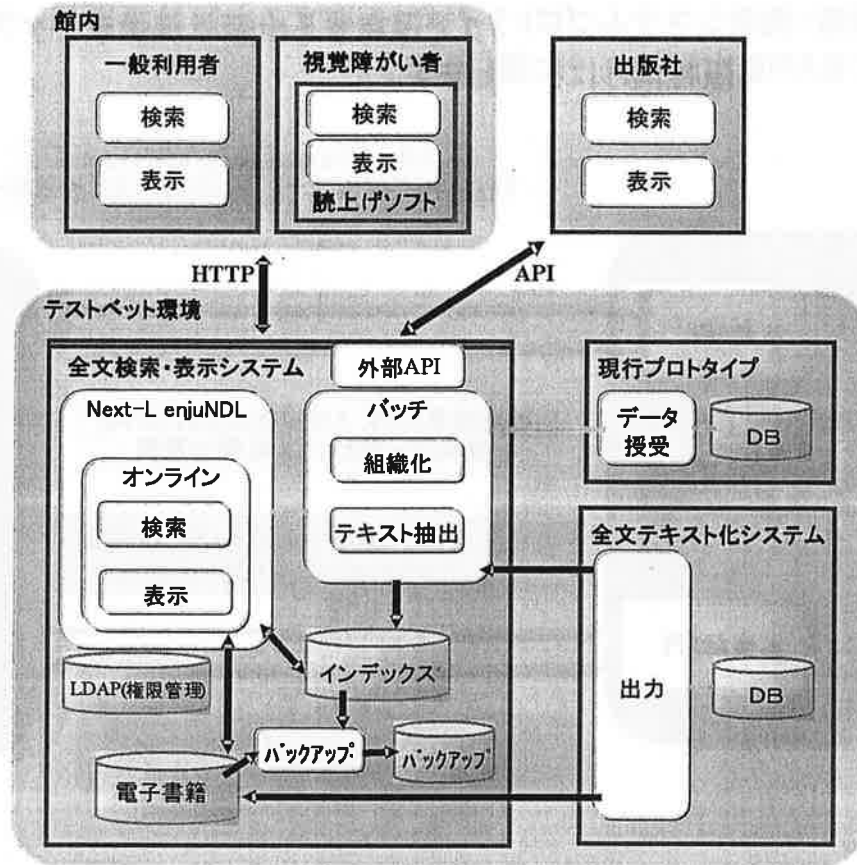 館内
一般利用者
検索
表示
視覚障がい者
検索
表示
読上げソフト
出版社
検索
表示
HTTP
API
テストベット環境
全文検索・表示システム
外部API
Next-L enjuNDL
オンライン
検索
表示
バッチ
組織化
テキスト抽出
現行プロトタイプ
データ
授受
DB
全文テキスト化システム
出力
DB
LDAP(権限管理)
インデックス
バックアップ
バックアップ
電子書籍